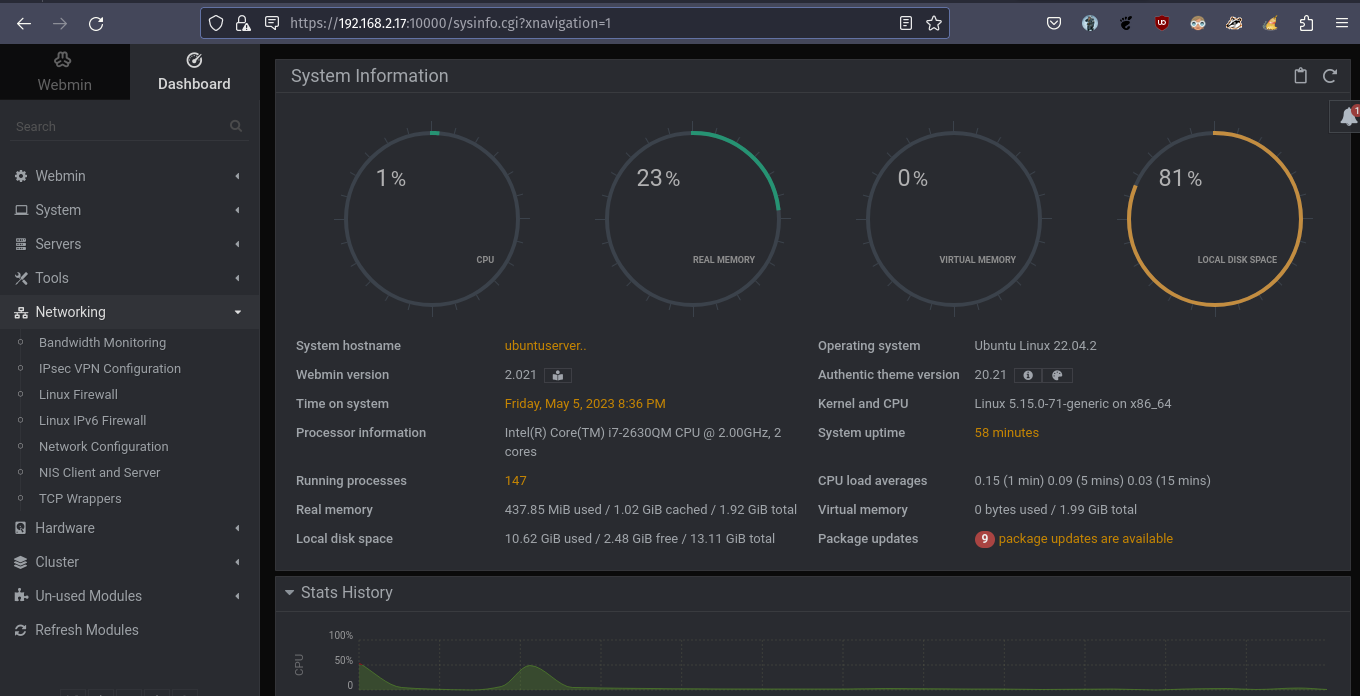 https://192.168.2.17:10000/sysinfo.cgi?xnavigation=1
Webmin
Dashboard
Search
Webmin
System
Servers
Tools
Networking
Bandwidth Monitoring
IPsec VPN Configuration
Linux Firewall
Linux IPv6 Firewall
Network Configuration
NIS Client and Server
TCP Wrappers
Hardware
Cluster
Un-used Modules
Refresh Modules
System Information
1
1%
CPU
23%
REAL MEMORY
0%
VIRTUAL MEMORY
81%
LOCAL DISK SPACE
System hostname ubuntuserver.. Operating system Ubuntu Linux 22.04.2
Webmin version 2.021 Authentic theme version 20.21
Time on system Friday, May 5, 2023 8:36 PM Kernel and CPU Linux 5.15.0-71-generic on x86_64
Processor information Intel(R) Core(TM) i7-2630QM CPU @ 2.00GHz, 2 System uptime 58 minutes
cores
Running processes 147 CPU load averages 0.15 (1 min) 0.09 (5 mins) 0.03 (15 mins)
Real memory 437.85 MiB used / 1.02 GiB cached / 1.92 GiB total Virtual memory 0 bytes used / 1.99 GiB total
Local disk space 10.62 GiB used / 2.48 GiB free / 13.11 GiB total Package updates 9 package updates are available
Stats History
100%
50%
0
CPU